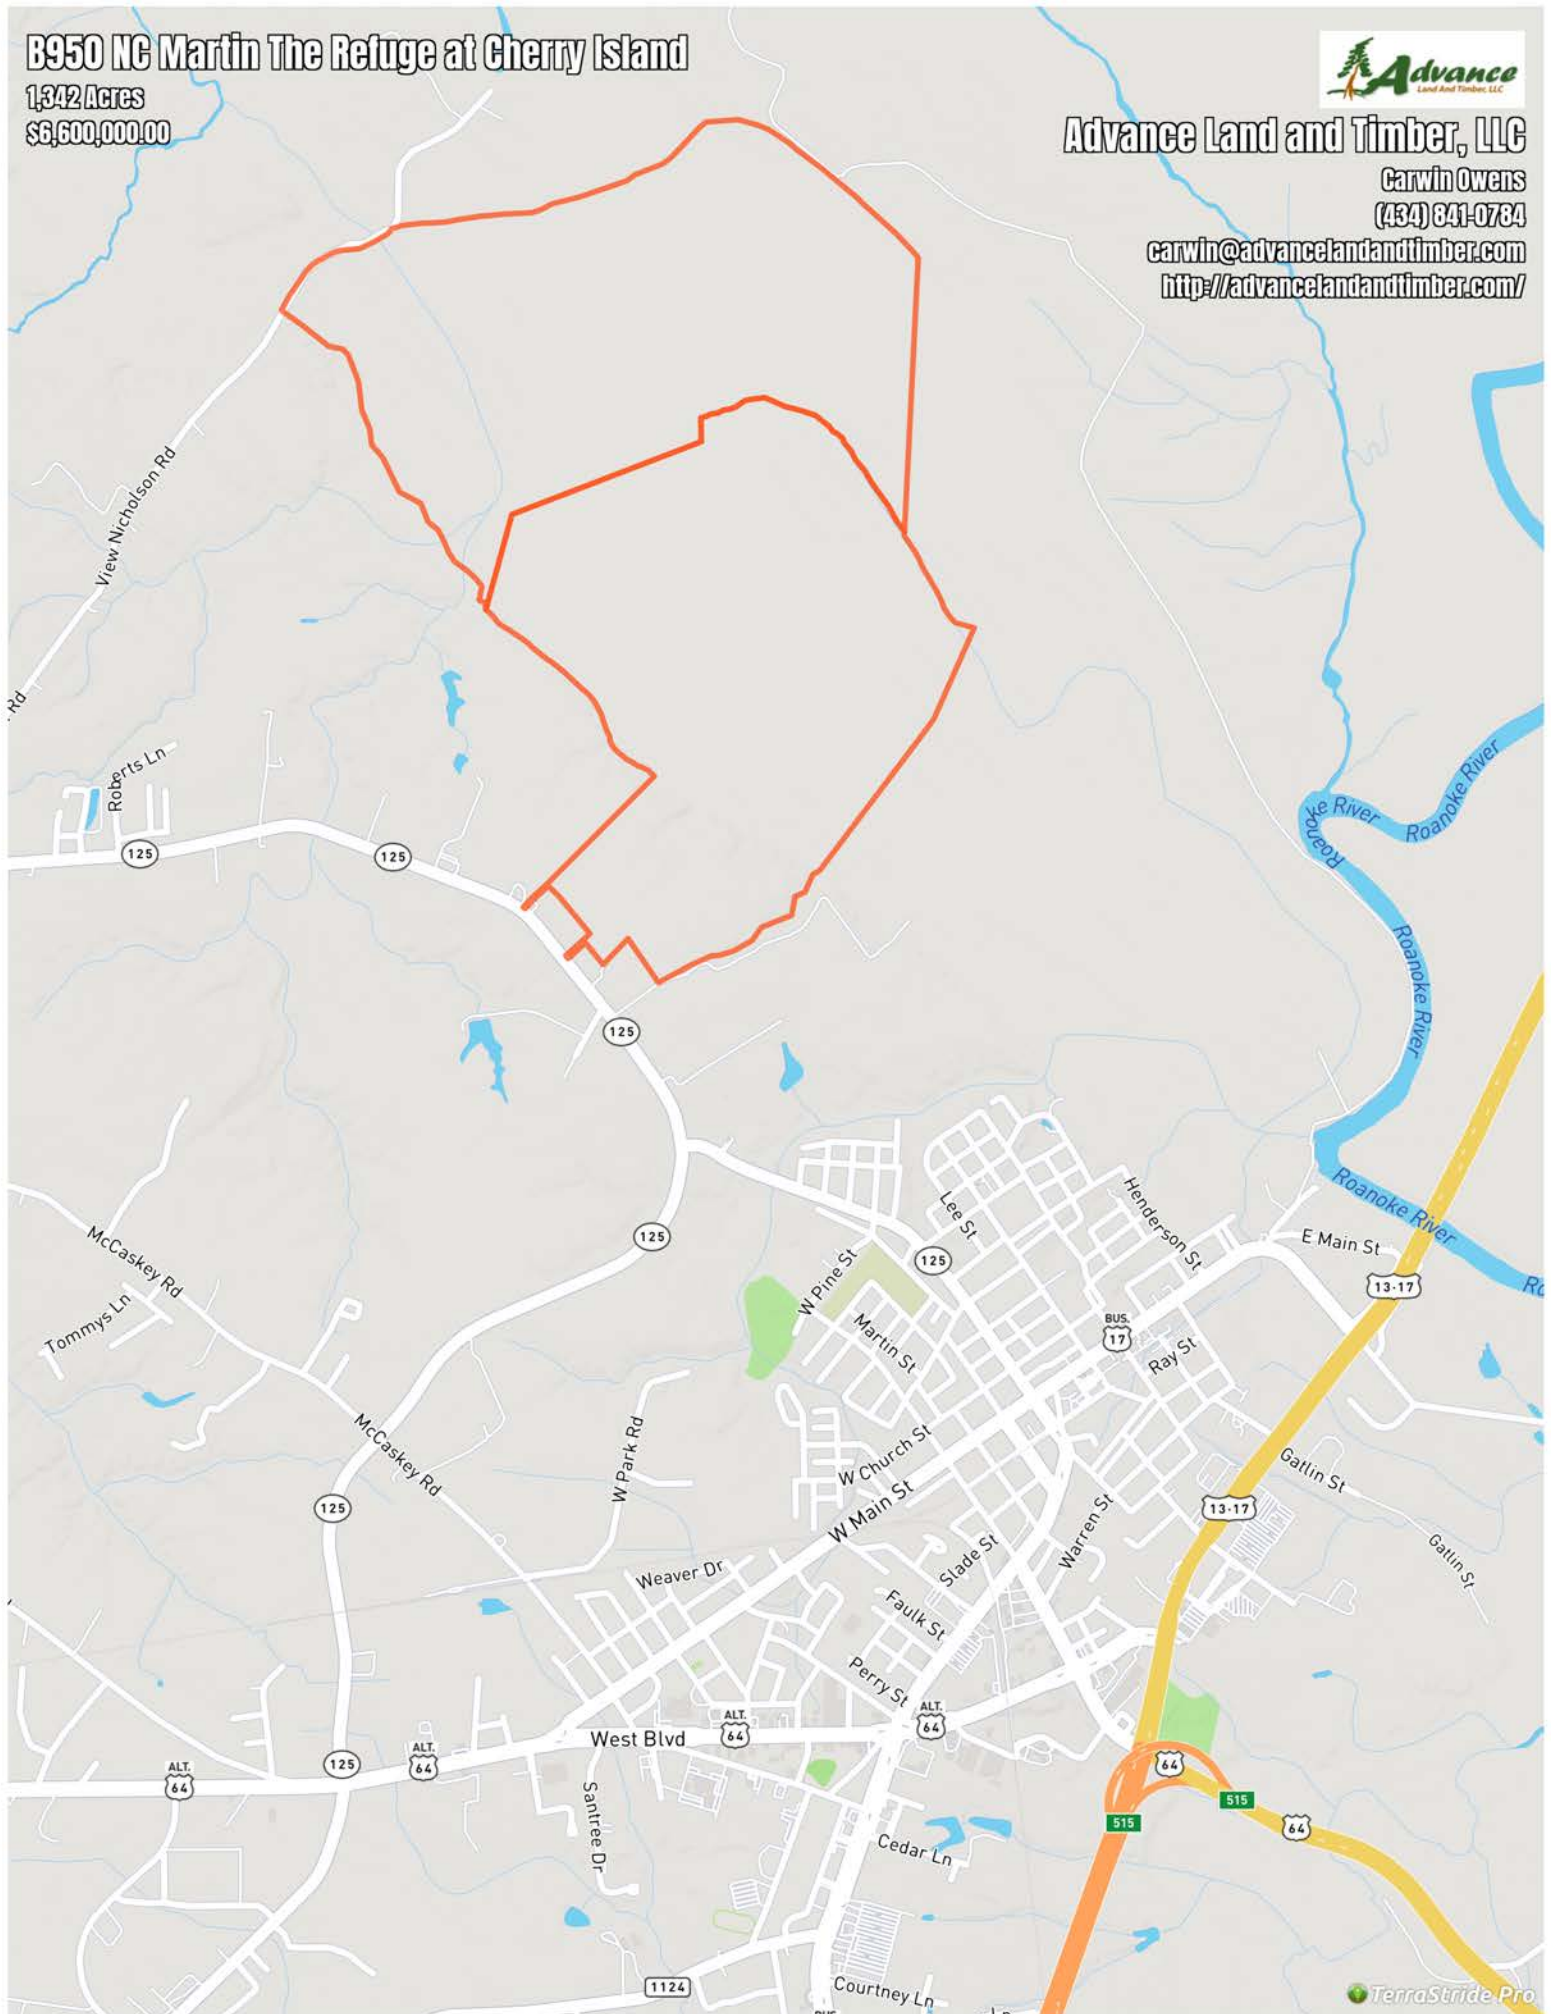 B950 NC Martin The Refuge at Cherry Island
1,342 Acres
$6,600,000.00
Advance
Land And Timber, LLC
Advance Land and Timber, LLC
Carwin Owens
(434) 841-0784
carwin@advancelandandtimber.com
http://advancelandandtimber.com/
View Nicholson Rd
Rd
Roberts Ln
125
125
Roanoke River
Roanoke River
Roanoke River
125
Roanoke River
McCaskey Rd
Tommys Ln
125
Lee St
Henderson St
125
E Main St
13-17
W Pine St
Martin St
BUS.
17
Ray St
McCaskey Rd
W Park Rd
W Church St
W Main St
Gatlin St
125
13-17
Warren St
Gatlin St
Weaver Dr
Slade St
Faulk St
Perry St
ALT.
64
ALT.
64
West Blvd
ALT.
64
125
ALT.
64
64
515
515
64
Santree Dr
Cedar Ln
1124
Courtney Ln
TerraStride Pro